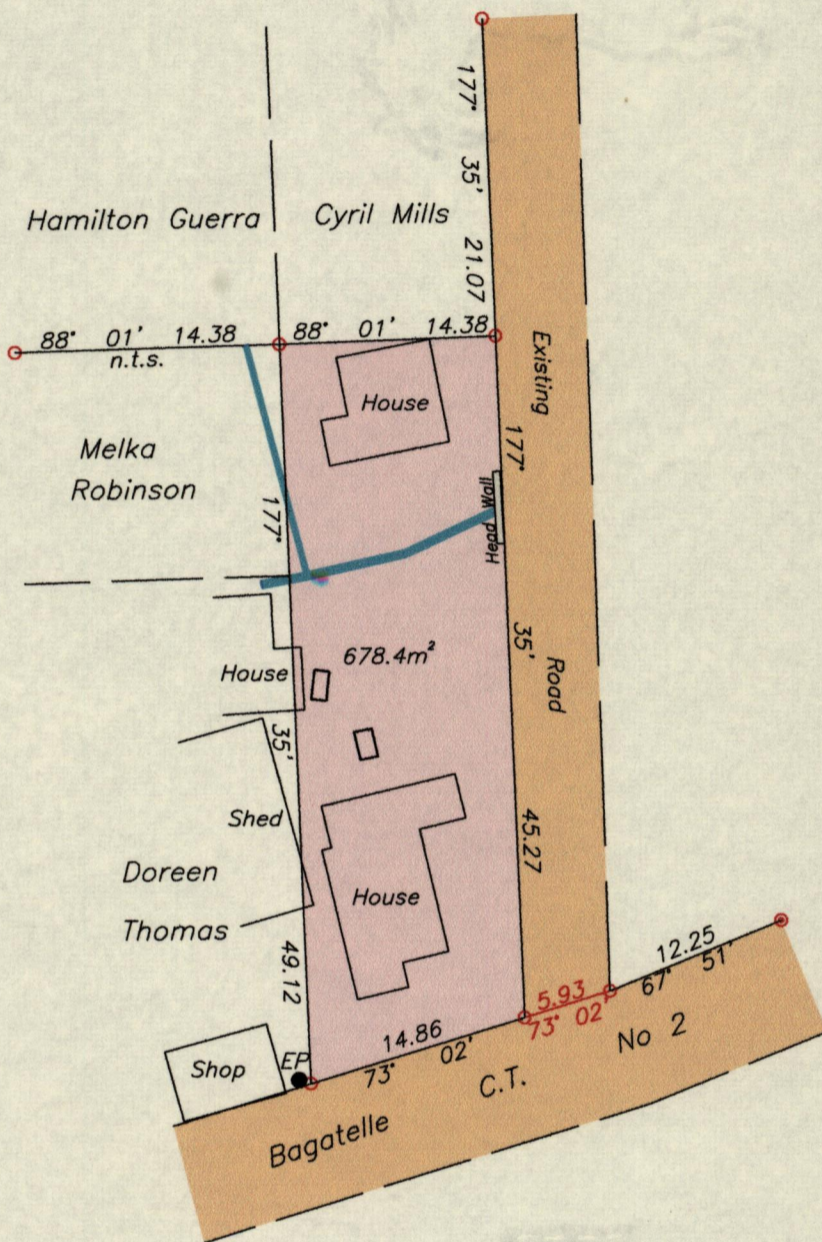 177° 35' 21.07
Hamilton Guerra
Cyril Mills
88° 01' 14.38
n.t.s.
88° 01' 14.38
Existing Road
House
Melka
Robinson
177° 35' 49.12
177° 35' 45.27
Head Wall
678.4m²
House
Shed
Doreen
Thomas
House
12.25
67° 51'
5.93
73° 02'
14.86
73° 02'
Shop
EP
Bagatelle C.T. No 2